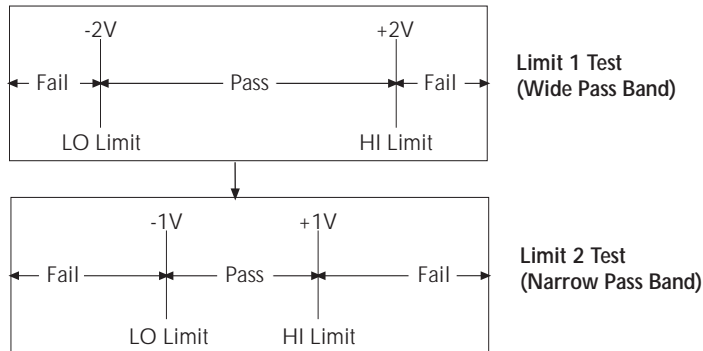 -2V +2V
Fail Pass Fail
LO Limit HI Limit
Limit 1 Test
(Wide Pass Band)
-1V +1V
Fail Pass Fail
LO Limit HI Limit
Limit 2 Test
(Narrow Pass Band)